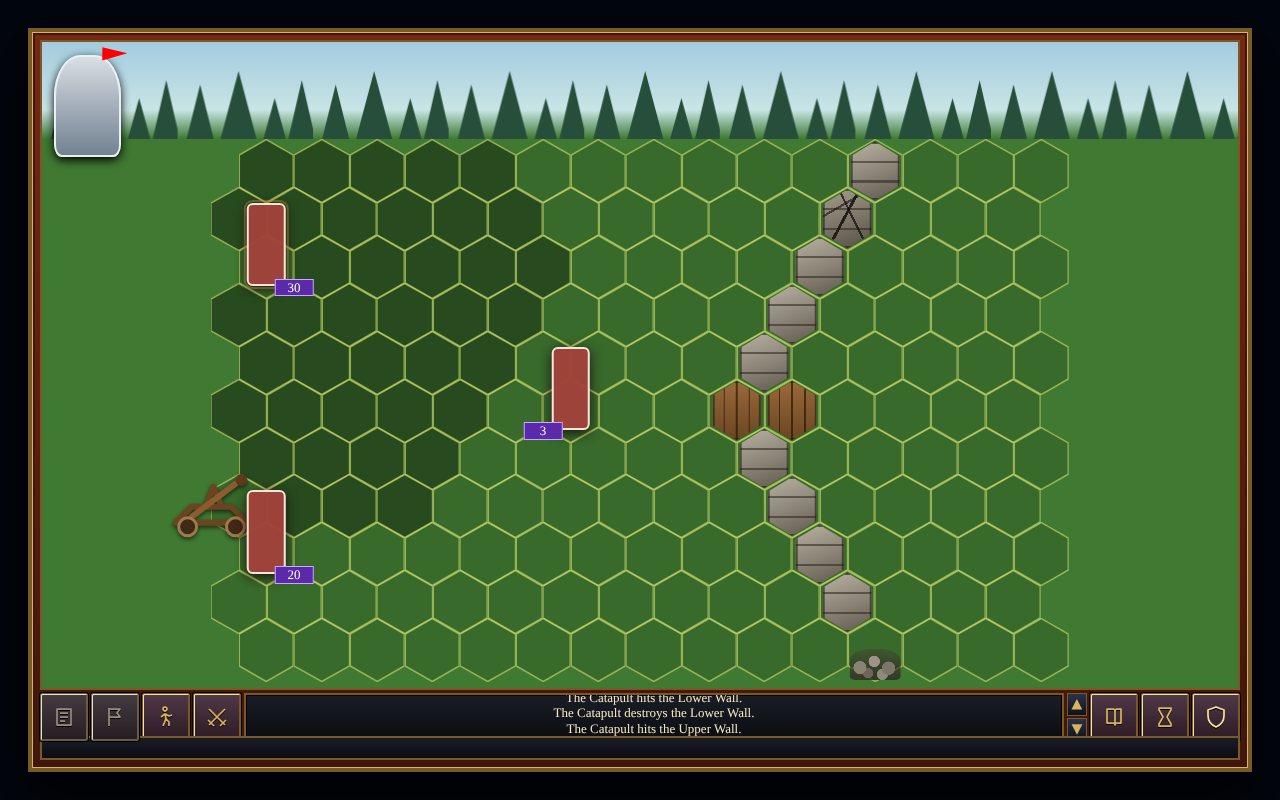 30
3
20
The Catapult hits the Lower Wall.
The Catapult destroys the Lower Wall.
The Catapult hits the Upper Wall.